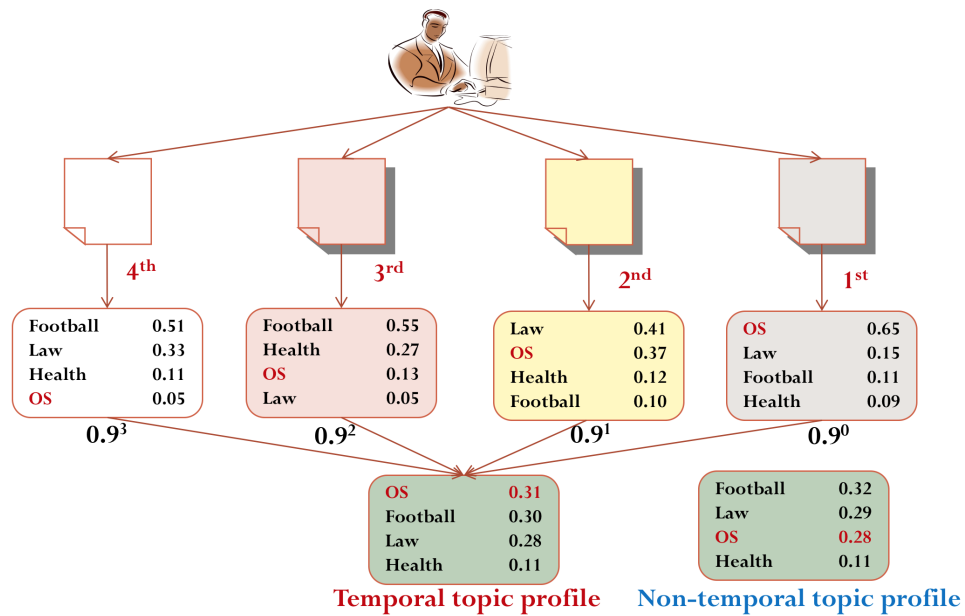 4th
3rd
2nd
1st
Football 0.51
Law 0.33
Health 0.11
OS 0.05
Football 0.55
Health 0.27
OS 0.13
Law 0.05
Law 0.41
OS 0.37
Health 0.12
Football 0.10
OS 0.65
Law 0.15
Football 0.11
Health 0.09
0.9³
0.9²
0.9¹
0.9⁰
OS 0.31
Football 0.30
Law 0.28
Health 0.11
Football 0.32
Law 0.29
OS 0.28
Health 0.11
Temporal topic profile
Non-temporal topic profile